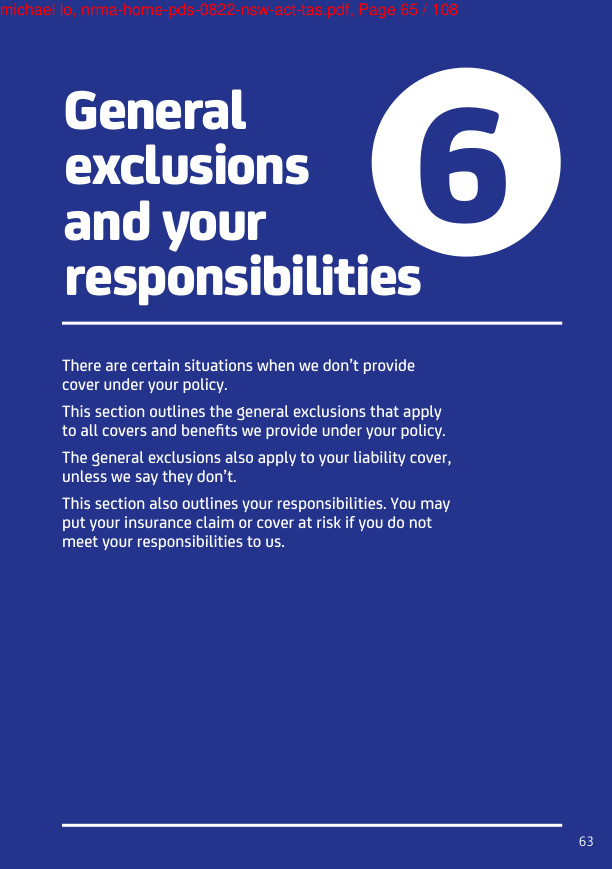 michael lo, nrma-home-pds-0822-nsw-act-tas.pdf, Page 65 / 108
General
exclusions
and your
responsibilities
6
There are certain situations when we don’t provide
cover under your policy.
This section outlines the general exclusions that apply
to all covers and benefits we provide under your policy.
The general exclusions also apply to your liability cover,
unless we say they don’t.
This section also outlines your responsibilities. You may
put your insurance claim or cover at risk if you do not
meet your responsibilities to us.
63